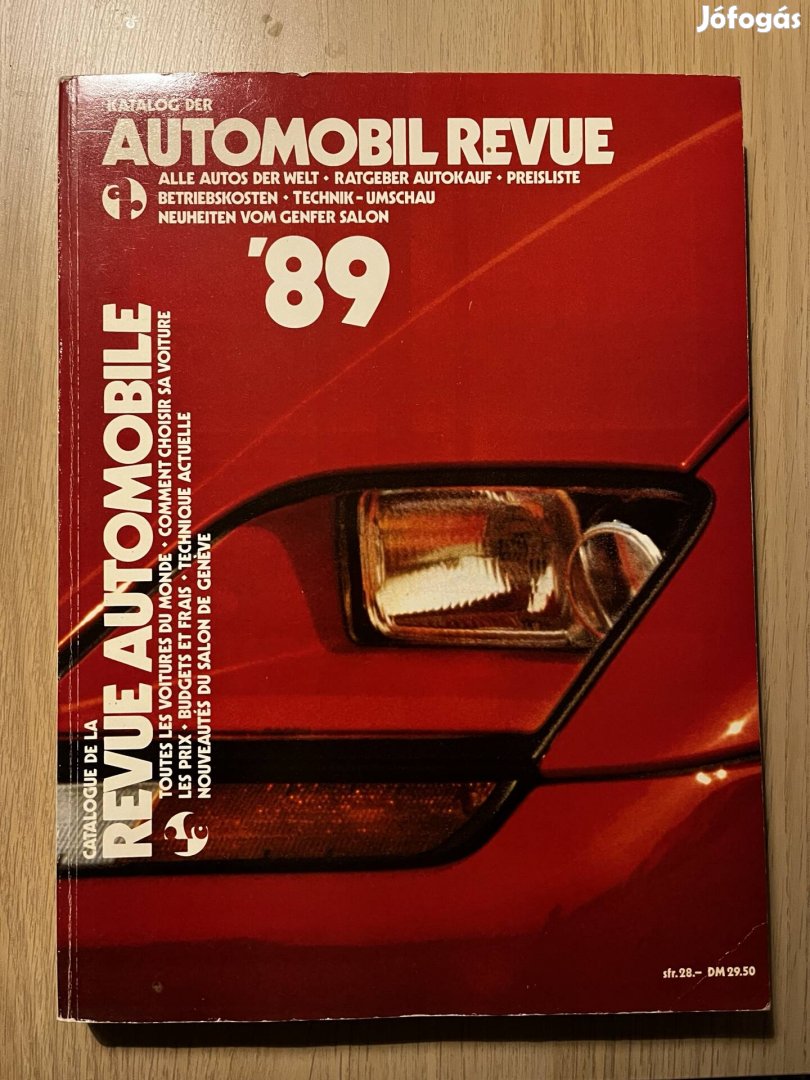 Jófogás
KATALOG DER
AUTOMOBIL REVUE
ALLE AUTOS DER WELT • RATGEBER AUTOKAUF • PREISLISTE
BETRIEBSKOSTEN • TECHNIK-UMSCHAU
NEUHEITEN VOM GENFER SALON
'89
CATALOGUE DE LA
REVUE AUTOMOBILE
TOUTES LES VOITURES DU MONDE • COMMENT CHOISIR SA VOITURE
LES PRIX • BUDGETS ET FRAIS • TECHNIQUE ACTUELLE
NOUVEAUTÉS DU SALON DE GENÈVE
sfr. 28.– DM 29.50